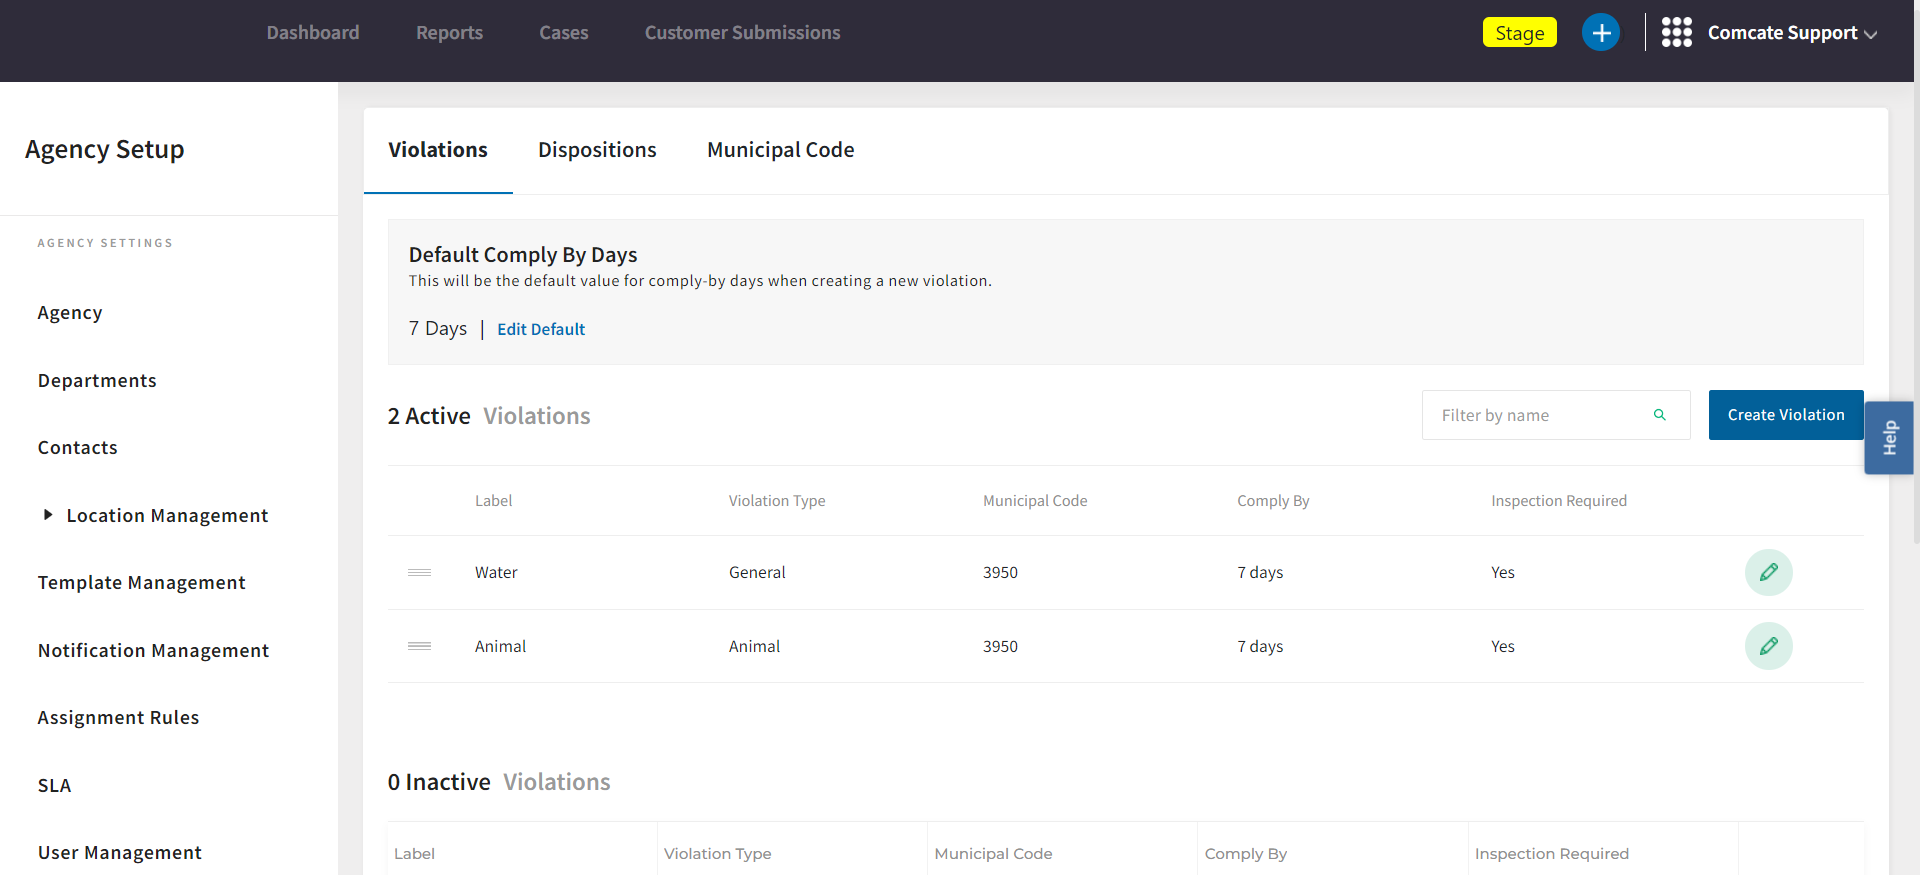 Dashboard Reports Cases Customer Submissions Stage Comcate Support
Agency Setup
AGENCY SETTINGS
Agency
Departments
Contacts
Location Management
Template Management
Notification Management
Assignment Rules
SLA
User Management
Violations Dispositions Municipal Code
Default Comply By Days
This will be the default value for comply-by days when creating a new violation.
7 Days | Edit Default
2 Active Violations
Filter by name
Create Violation
Help
Label Violation Type Municipal Code Comply By Inspection Required
Water General 3950 7 days Yes
Animal Animal 3950 7 days Yes
0 Inactive Violations
Label Violation Type Municipal Code Comply By Inspection Required